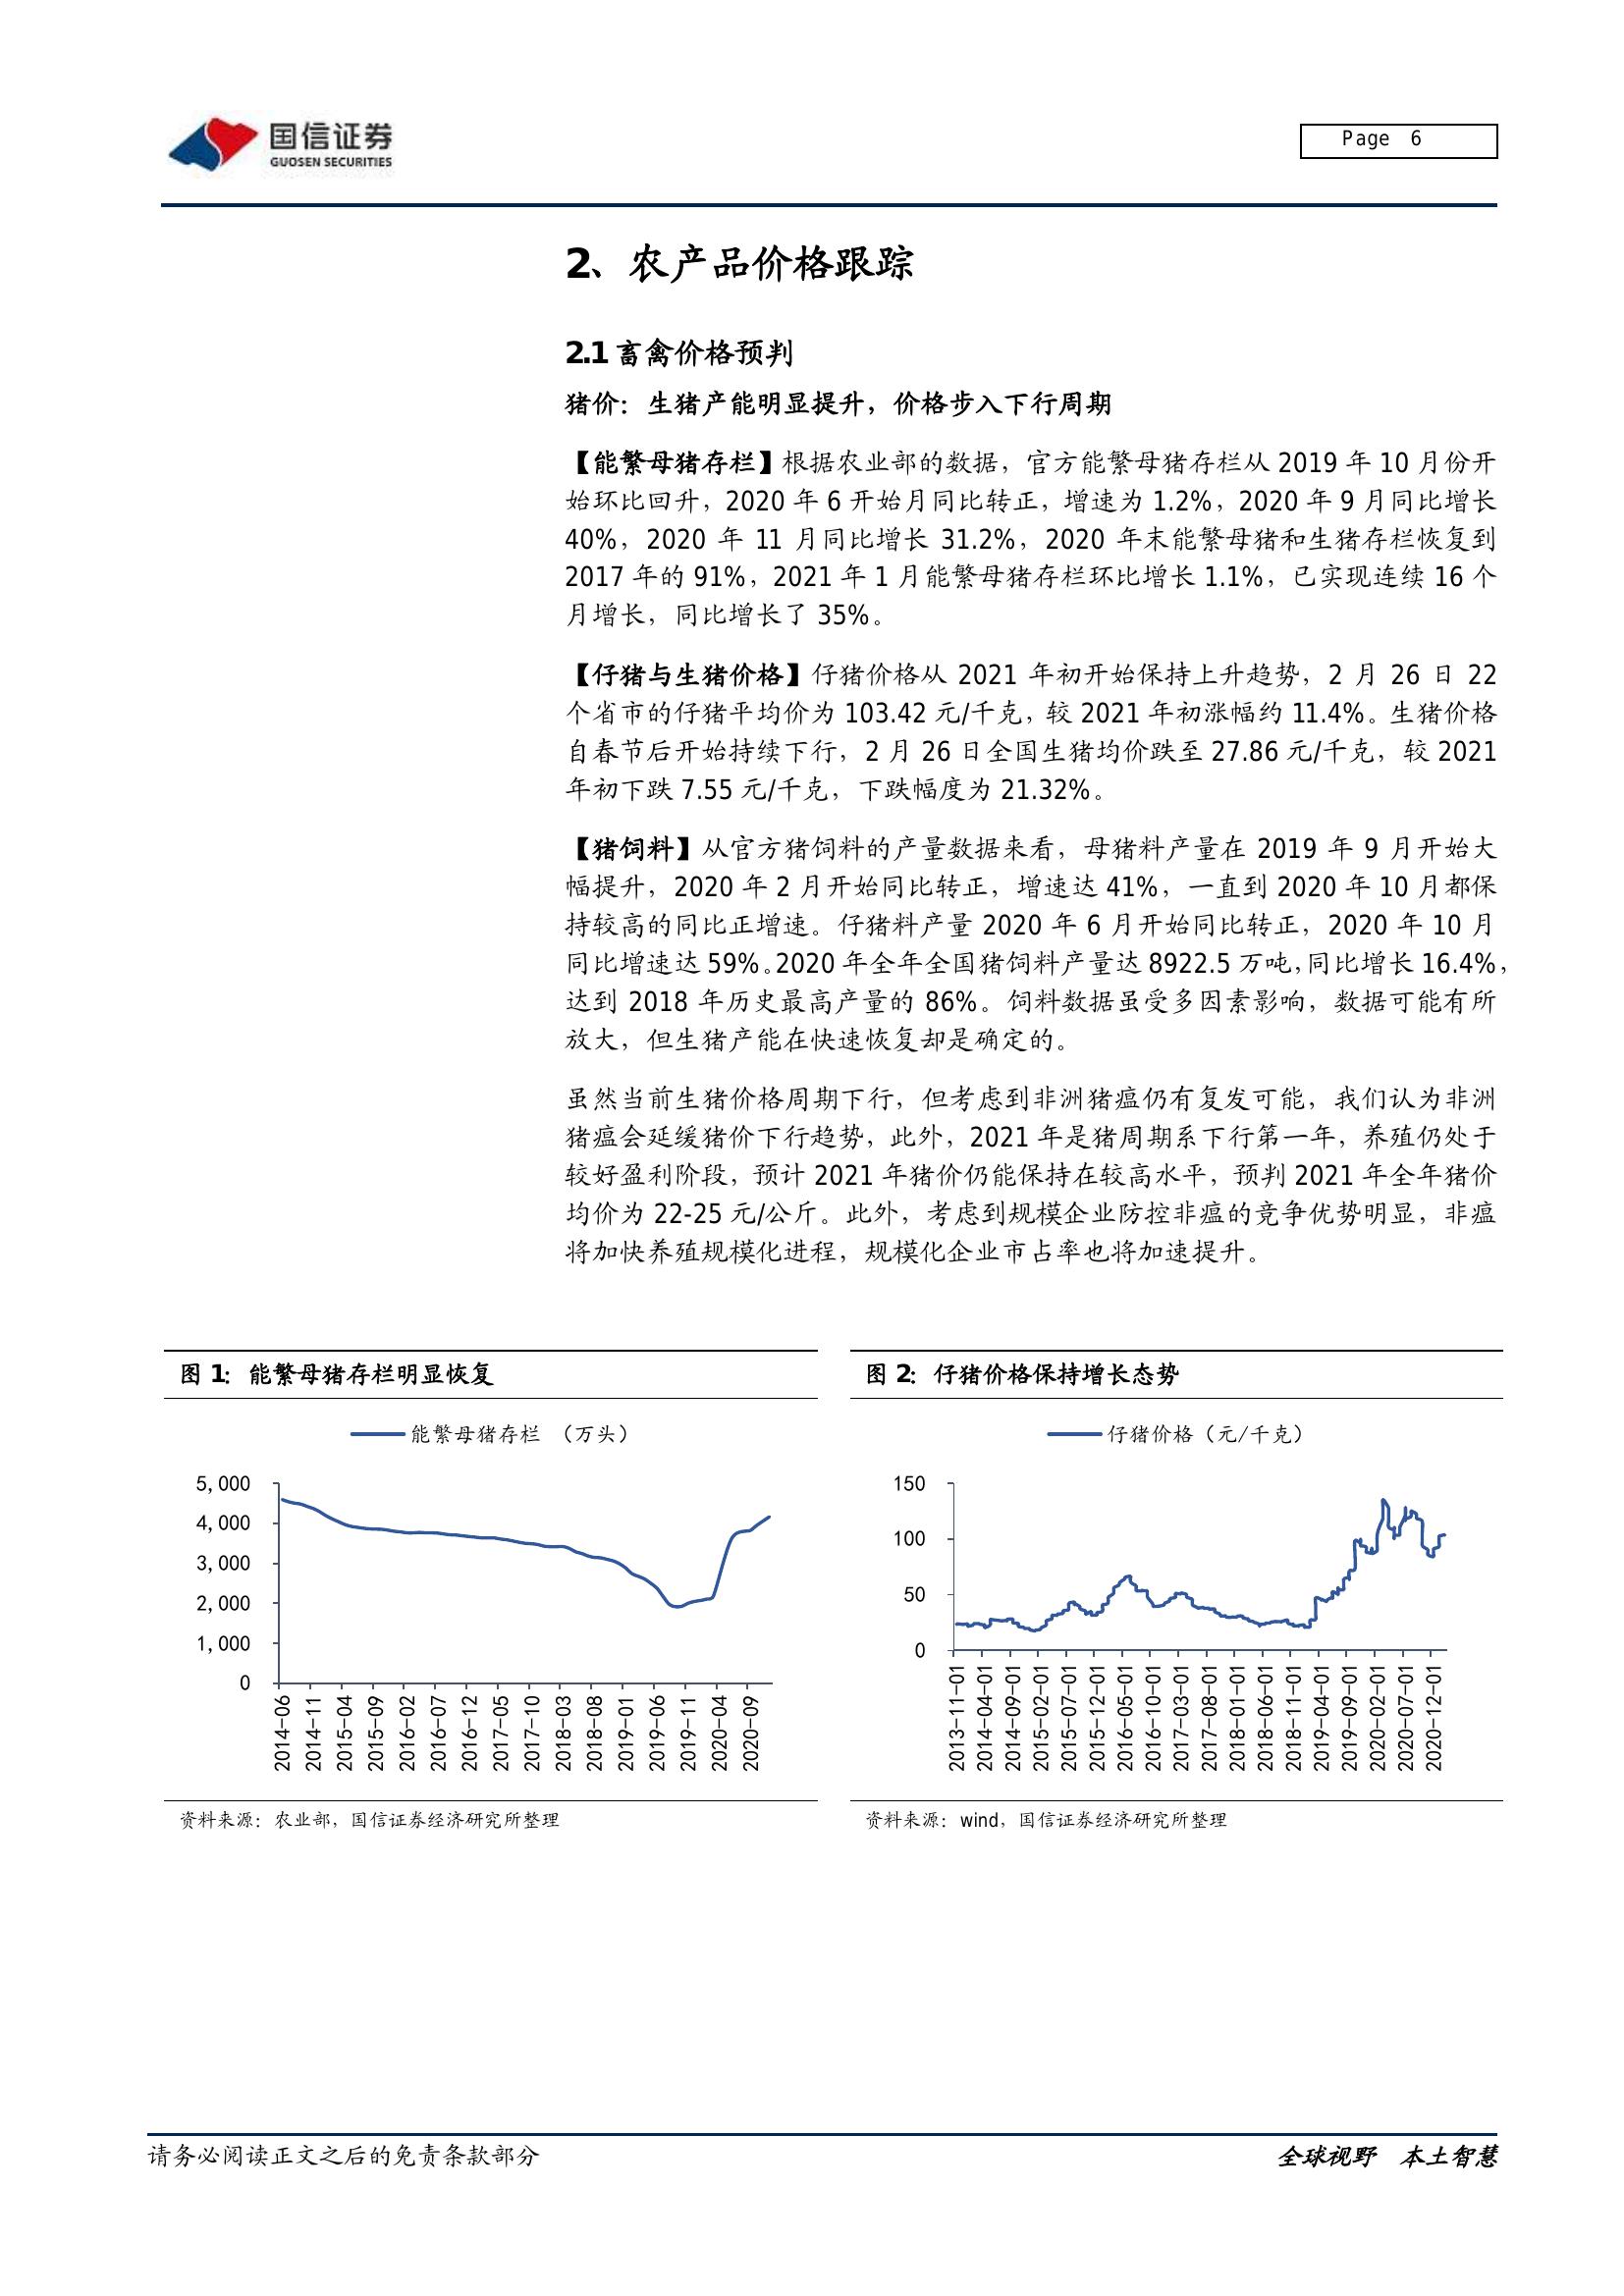 国信证券
GUOSEN SECURITIES
Page 6
2、农产品价格跟踪
2.1 畜禽价格预判
猪价：生猪产能明显提升，价格步入下行周期
【能繁母猪存栏】根据农业部的数据，官方能繁母猪存栏从 2019 年 10 月份开
始环比回升，2020 年 6 开始月同比转正，增速为 1.2%，2020 年 9 月同比增长
40%，2020 年 11 月同比增长 31.2%，2020 年末能繁母猪和生猪存栏恢复到
2017 年的 91%，2021 年 1 月能繁母猪存栏环比增长 1.1%，已实现连续 16 个
月增长，同比增长了 35%。
【仔猪与生猪价格】仔猪价格从 2021 年初开始保持上升趋势，2 月 26 日 22
个省市的仔猪平均价为 103.42 元/千克，较 2021 年初涨幅约 11.4%。生猪价格
自春节后开始持续下行，2 月 26 日全国生猪均价跌至 27.86 元/千克，较 2021
年初下跌 7.55 元/千克，下跌幅度为 21.32%。
【猪饲料】从官方猪饲料的产量数据来看，母猪料产量在 2019 年 9 月开始大
幅提升，2020 年 2 月开始同比转正，增速达 41%，一直到 2020 年 10 月都保
持较高的同比正增速。仔猪料产量 2020 年 6 月开始同比转正，2020 年 10 月
同比增速达 59%。2020 年全年全国猪饲料产量达 8922.5 万吨，同比增长 16.4%，
达到 2018 年历史最高产量的 86%。饲料数据虽受多因素影响，数据可能有所
放大，但生猪产能在快速恢复却是确定的。
虽然当前生猪价格周期下行，但考虑到非洲猪瘟仍有复发可能，我们认为非洲
猪瘟会延缓猪价下行趋势，此外，2021 年是猪周期系下行第一年，养殖仍处于
较好盈利阶段，预计 2021 年猪价仍能保持在较高水平，预判 2021 年全年猪价
均价为 22-25 元/公斤。此外，考虑到规模企业防控非瘟的竞争优势明显，非瘟
将加快养殖规模化进程，规模化企业市占率也将加速提升。
图 1：能繁母猪存栏明显恢复
能繁母猪存栏 （万头）
5,000
4,000
3,000
2,000
1,000
0
2014-06
2014-11
2015-04
2015-09
2016-02
2016-07
2016-12
2017-05
2017-10
2018-03
2018-08
2019-01
2019-06
2019-11
2020-04
2020-09
资料来源：农业部，国信证券经济研究所整理
图 2：仔猪价格保持增长态势
仔猪价格（元/千克）
150
100
50
0
2013-11-01
2014-04-01
2014-09-01
2015-02-01
2015-07-01
2015-12-01
2016-05-01
2016-10-01
2017-03-01
2017-08-01
2018-01-01
2018-06-01
2018-11-01
2019-04-01
2019-09-01
2020-02-01
2020-07-01
2020-12-01
资料来源：wind，国信证券经济研究所整理
请务必阅读正文之后的免责条款部分
全球视野 本土智慧